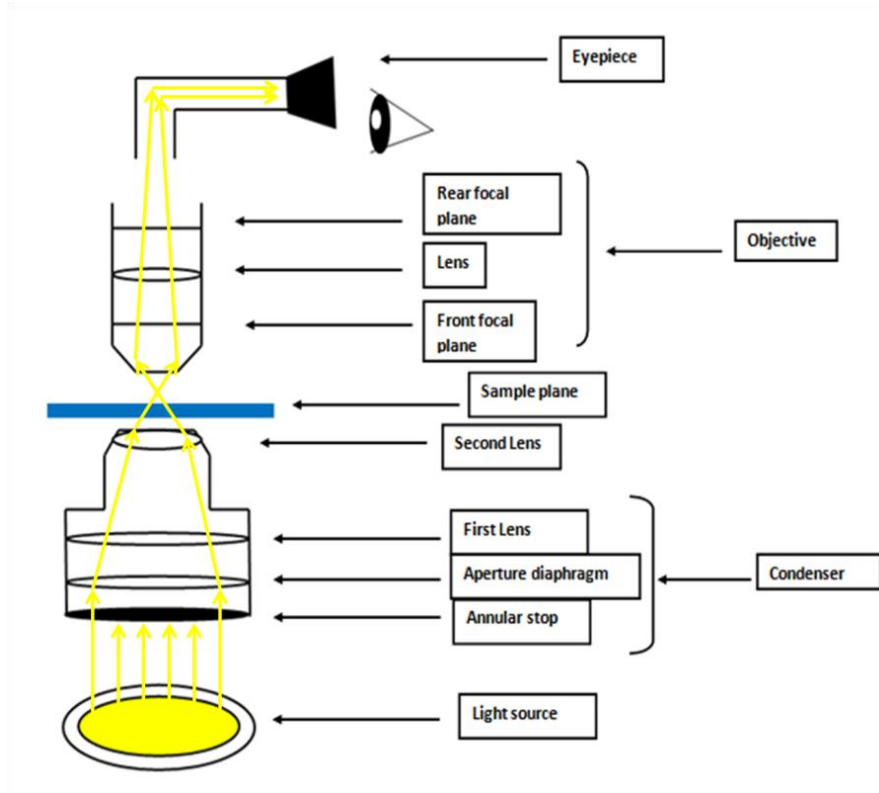 Eyepiece
Rear focal
plane
Lens
Objective
Front focal
plane
Sample plane
Second Lens
First Lens
Aperture diaphragm
Condenser
Annular stop
Light source